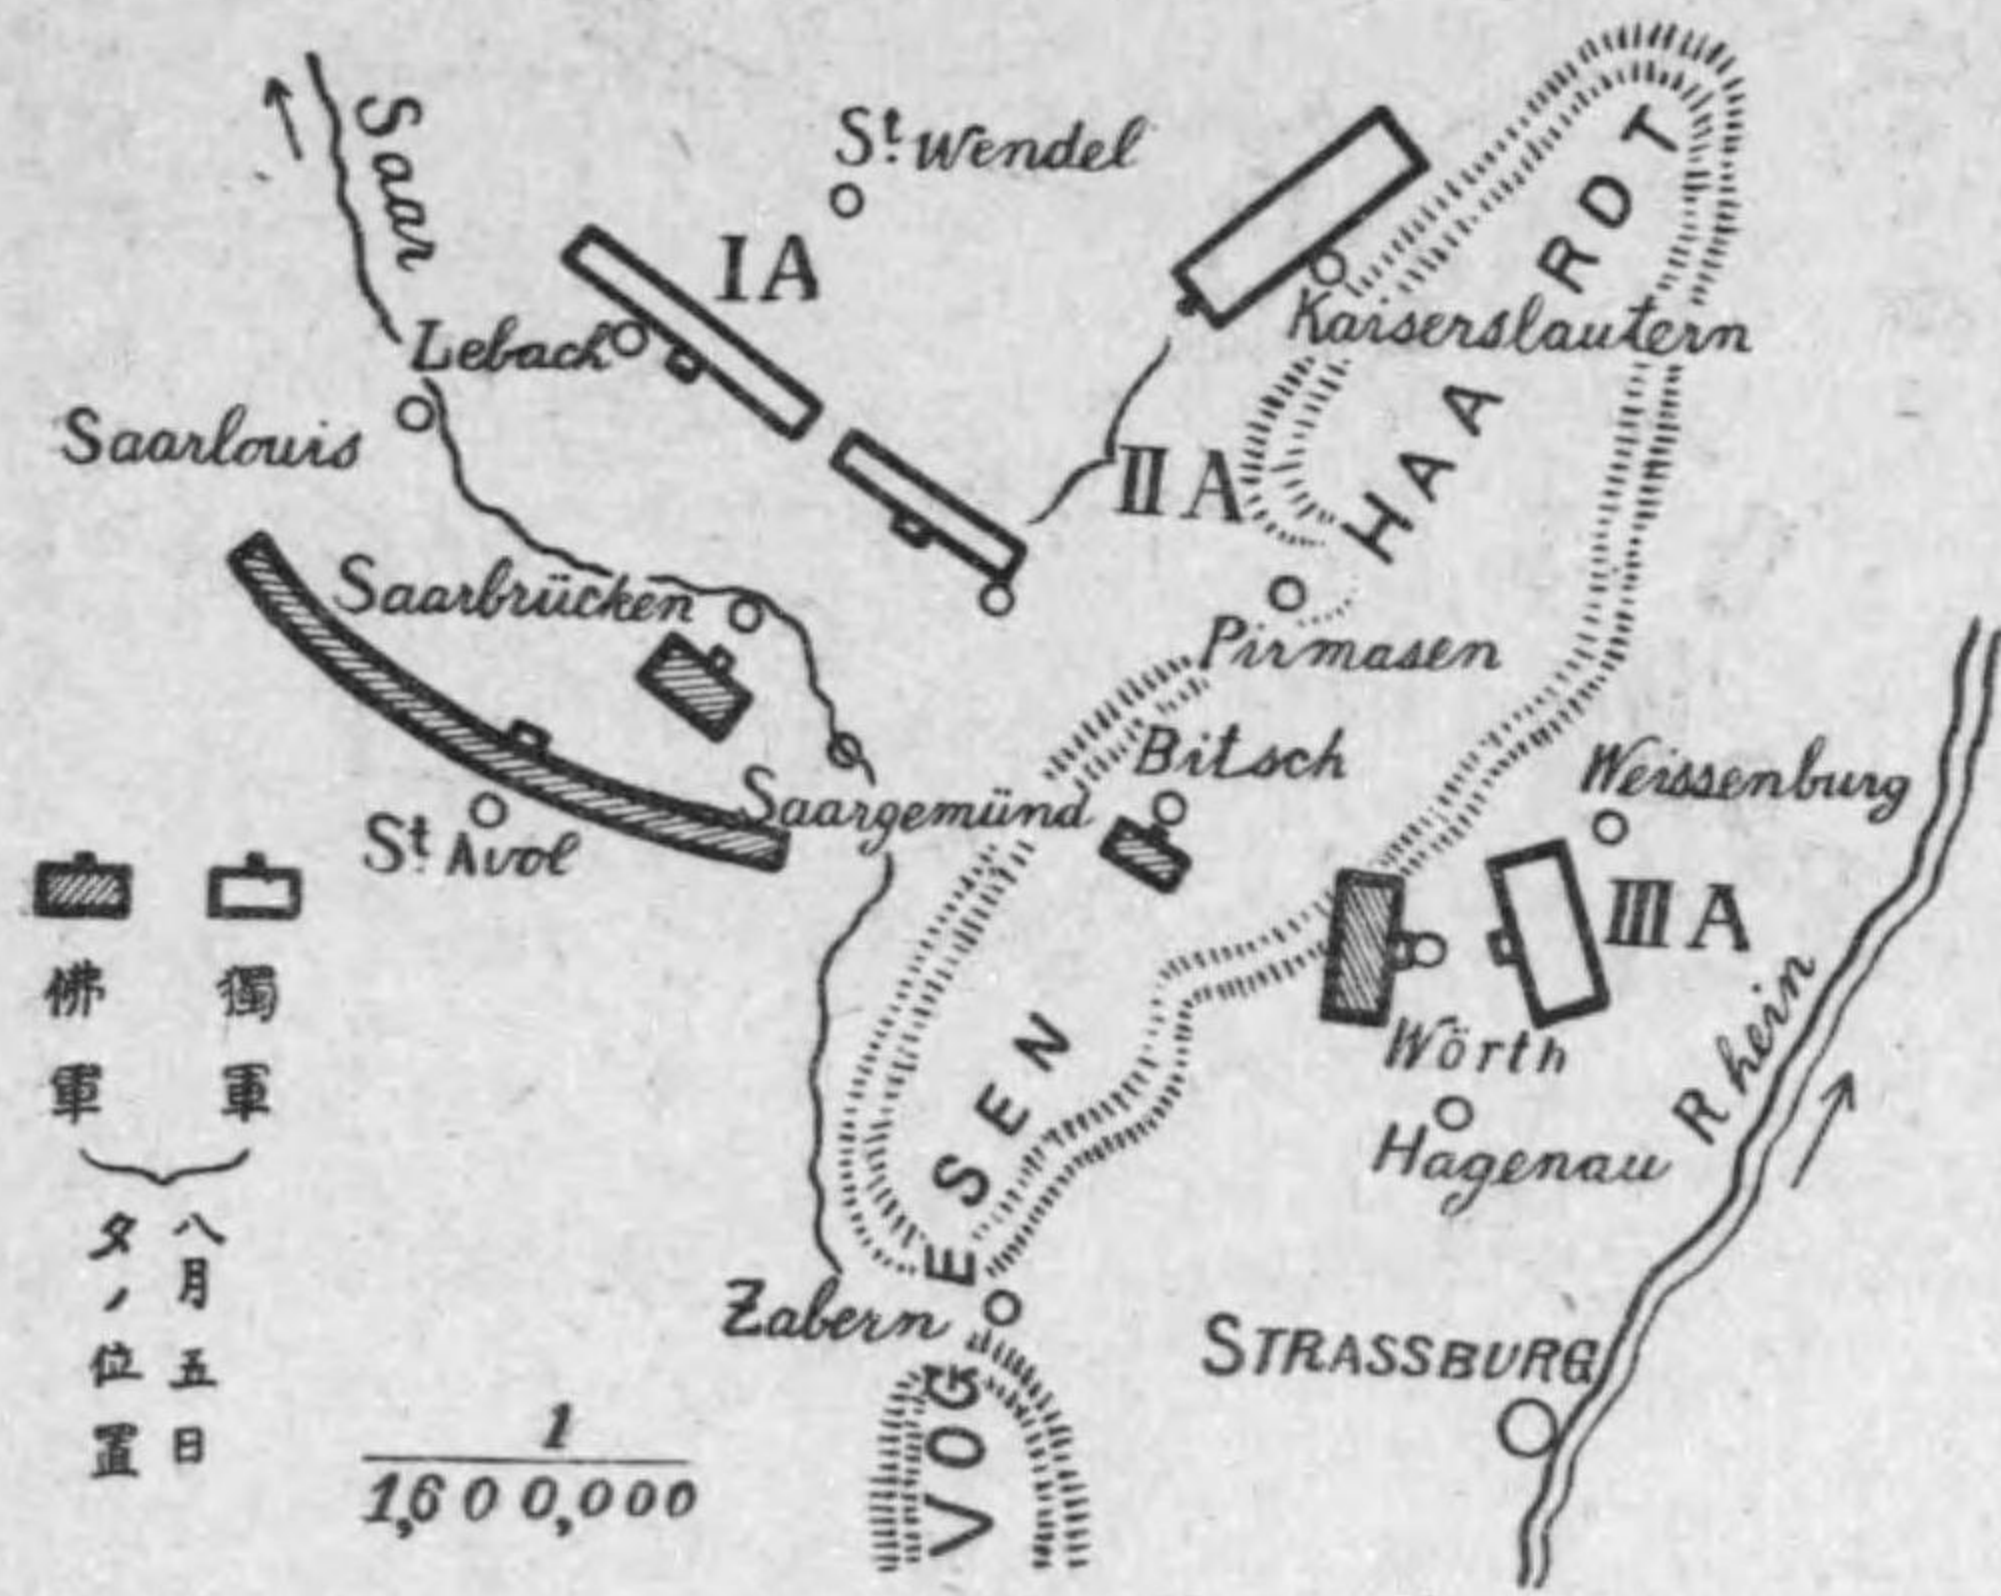 Saar
St. Wendel
I A
HAARDT
Lebach
Kaiserslautern
Saarlouis
II A
Saarbrücken
Pirmasen
Bitsch
Weissenburg
Saargemünd
St. Avol
III A
Wörth
Rhein
Hagenau
VOGESEN
Zabern
STRASSBURG
獨軍
佛軍
八月五日
夕ノ位置
1
1,600,000